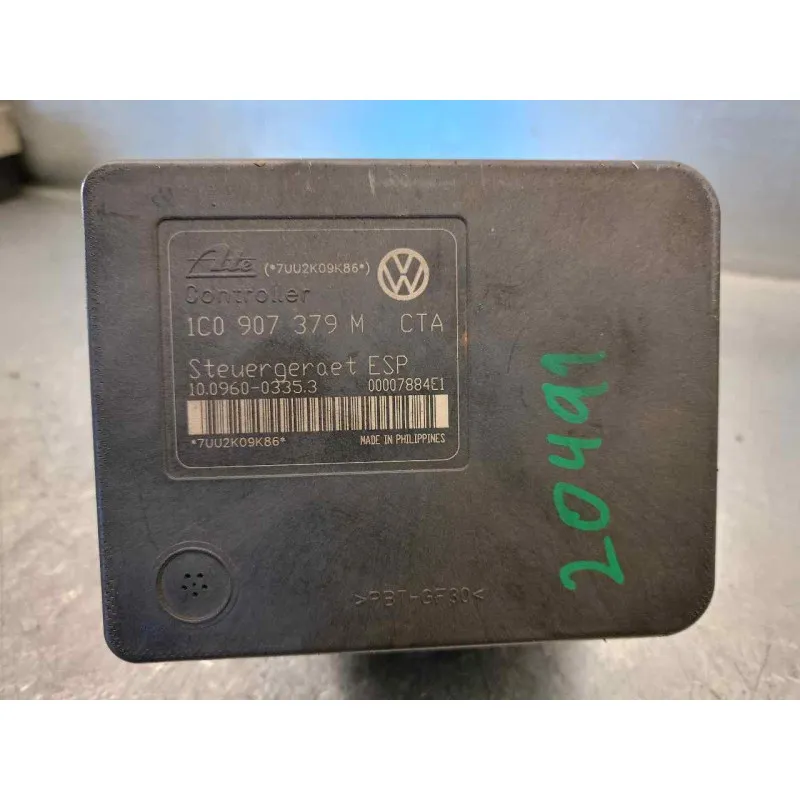 Ate (*7UU2K09K86*)
Controller
1C0 907 379 M CTA
Steuergeraet ESP
10.0960-0335.3 00007884E1
*7UU2K09K86* MADE IN PHILIPPINES
>PBT-GF30<
20491